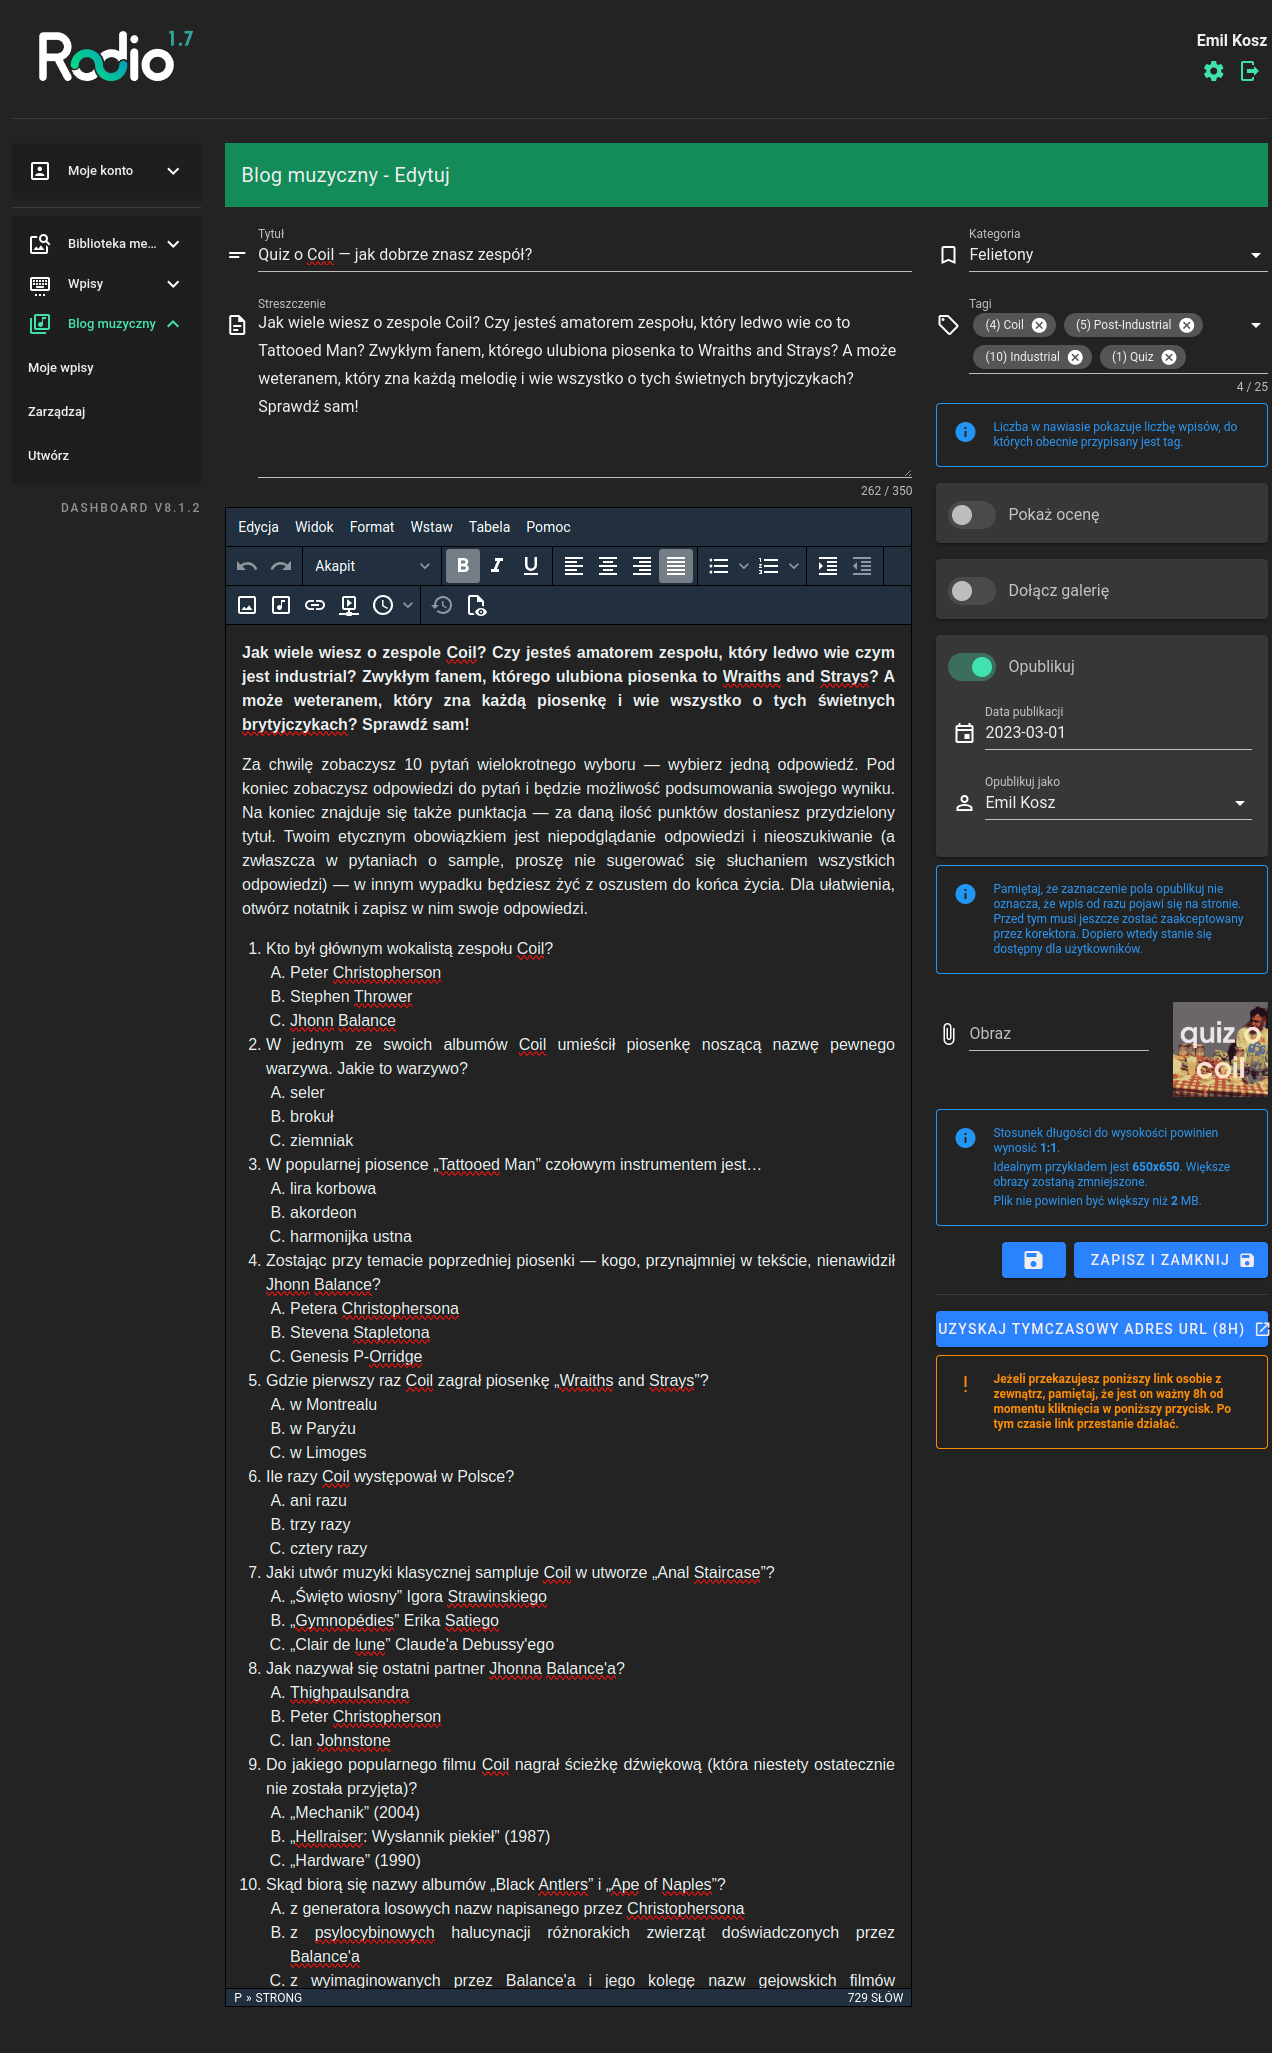 Radio 1.7
Emil Kosz
Moje konto
Biblioteka me...
Wpisy
Blog muzyczny
Moje wpisy
Zarządzaj
Utwórz
DASHBOARD V8.1.2
Blog muzyczny - Edytuj
Tytuł
Quiz o Coil — jak dobrze znasz zespół?
Streszczenie
Jak wiele wiesz o zespole Coil? Czy jesteś amatorem zespołu, który ledwo wie co to
Tattooed Man? Zwykłym fanem, którego ulubiona piosenka to Wraiths and Strays? A może
weteranem, który zna każdą melodię i wie wszystko o tych świetnych brytyjczykach?
Sprawdź sam!
262 / 350
Edycja Widok Format Wstaw Tabela Pomoc
Akapit B I U
Jak wiele wiesz o zespole Coil? Czy jesteś amatorem zespołu, który ledwo wie czym
jest industrial? Zwykłym fanem, którego ulubiona piosenka to Wraiths and Strays? A
może weteranem, który zna każdą piosenkę i wie wszystko o tych świetnych
brytyjczykach? Sprawdź sam!
Za chwilę zobaczysz 10 pytań wielokrotnego wyboru — wybierz jedną odpowiedź. Pod
koniec zobaczysz odpowiedzi do pytań i będzie możliwość podsumowania swojego wyniku.
Na koniec znajduje się także punktacja — za daną ilość punktów dostaniesz przydzielony
tytuł. Twoim etycznym obowiązkiem jest niepodglądanie odpowiedzi i nieoszukiwanie (a
zwłaszcza w pytaniach o sample, proszę nie sugerować się słuchaniem wszystkich
odpowiedzi) — w innym wypadku będziesz żyć z oszustem do końca życia. Dla ułatwienia,
otwórz notatnik i zapisz w nim swoje odpowiedzi.
1. Kto był głównym wokalistą zespołu Coil?
A. Peter Christopherson
B. Stephen Thrower
C. Jhonn Balance
2. W jednym ze swoich albumów Coil umieścił piosenkę noszącą nazwę pewnego
warzywa. Jakie to warzywo?
A. seler
B. brokuł
C. ziemniak
3. W popularnej piosence „Tattooed Man” czołowym instrumentem jest…
A. lira korbowa
B. akordeon
C. harmonijka ustna
4. Zostając przy temacie poprzedniej piosenki — kogo, przynajmniej w tekście, nienawidził
Jhonn Balance?
A. Petera Christophersona
B. Stevena Stapletona
C. Genesis P-Orridge
5. Gdzie pierwszy raz Coil zagrał piosenkę „Wraiths and Strays”?
A. w Montrealu
B. w Paryżu
C. w Limoges
6. Ile razy Coil występował w Polsce?
A. ani razu
B. trzy razy
C. cztery razy
7. Jaki utwór muzyki klasycznej sampluje Coil w utworze „Anal Staircase”?
A. „Święto wiosny” Igora Strawinskiego
B. „Gymnopédies” Erika Satiego
C. „Clair de lune” Claude'a Debussy'ego
8. Jak nazywał się ostatni partner Jhonna Balance'a?
A. Thighpaulsandra
B. Peter Christopherson
C. Ian Johnstone
9. Do jakiego popularnego filmu Coil nagrał ścieżkę dźwiękową (która niestety ostatecznie
nie została przyjęta)?
A. „Mechanik” (2004)
B. „Hellraiser: Wysłannik piekieł” (1987)
C. „Hardware” (1990)
10. Skąd biorą się nazwy albumów „Black Antlers” i „Ape of Naples”?
A. z generatora losowych nazw napisanego przez Christophersona
B. z psylocybinowych halucynacji różnorakich zwierząt doświadczonych przez
Balance'a
C. z wyimaginowanych przez Balance'a i jego kolegę nazw gejowskich filmów
P » STRONG
729 SŁÓW
Kategoria
Felietony
Tagi
(4) Coil (5) Post-Industrial
(10) Industrial (1) Quiz
4 / 25
Liczba w nawiasie pokazuje liczbę wpisów, do
których obecnie przypisany jest tag.
Pokaż ocenę
Dołącz galerię
Opublikuj
Data publikacji
2023-03-01
Opublikuj jako
Emil Kosz
Pamiętaj, że zaznaczenie pola opublikuj nie
oznacza, że wpis od razu pojawi się na stronie.
Przed tym musi jeszcze zostać zaakceptowany
przez korektora. Dopiero wtedy stanie się
dostępny dla użytkowników.
Obraz
quiz o
coil
Stosunek długości do wysokości powinien
wynosić 1:1.
Idealnym przykładem jest 650x650. Większe
obrazy zostaną zmniejszone.
Plik nie powinien być większy niż 2 MB.
ZAPISZ I ZAMKNIJ
UZYSKAJ TYMCZASOWY ADRES URL (8H)
Jeżeli przekazujesz poniższy link osobie z
zewnątrz, pamiętaj, że jest on ważny 8h od
momentu kliknięcia w poniższy przycisk. Po
tym czasie link przestanie działać.